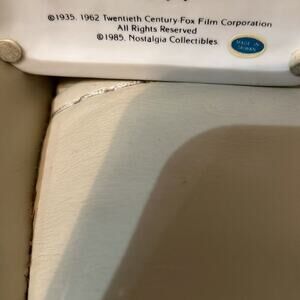 ©1935, 1962 Twentieth Century-Fox Film Corporation
All Rights Reserved
©1985, Nostalgia Collectibles
MADE IN
TAIWAN